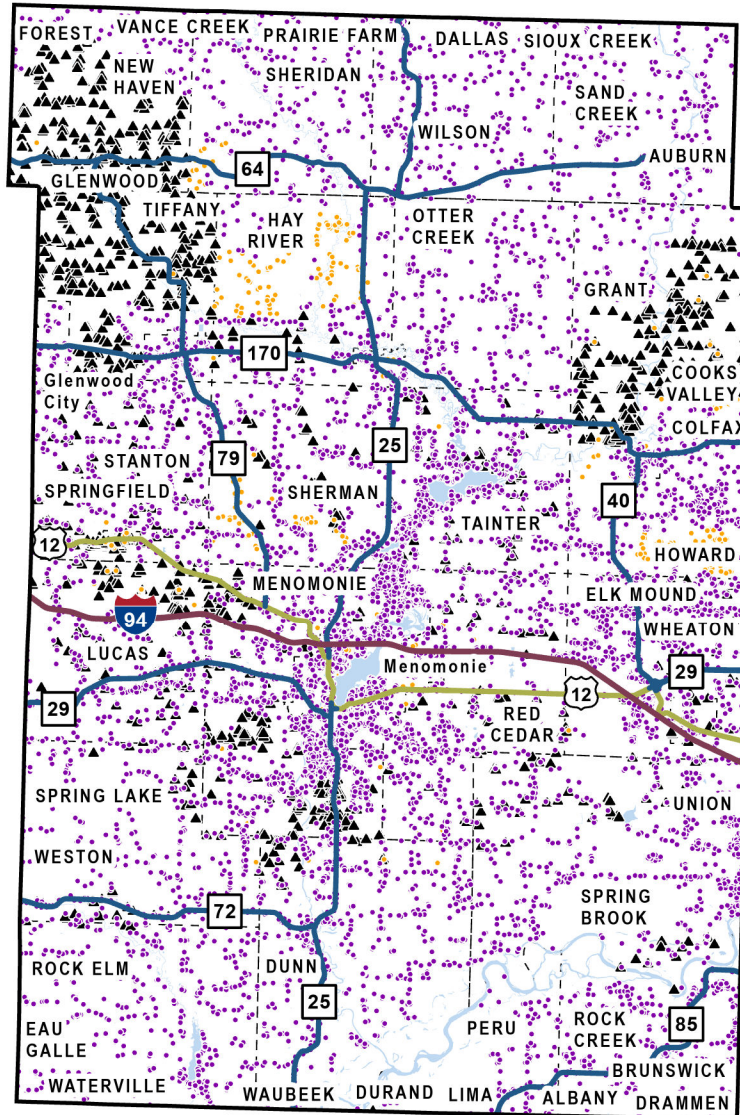 FOREST
VANCE CREEK
PRAIRIE FARM
DALLAS
SIOUX CREEK
NEW
HAVEN
SHERIDAN
SAND
CREEK
WILSON
AUBURN
64
GLENWOOD
TIFFANY
HAY
RIVER
OTTER
CREEK
GRANT
170
COOKS
VALLEY
Glenwood
City
COLFAX
25
STANTON
79
SPRINGFIELD
SHERMAN
40
TAINTER
12
HOWARD
MENOMONIE
ELK MOUND
94
WHEATON
LUCAS
Menomonie
29
12
29
RED
CEDAR
SPRING LAKE
UNION
WESTON
SPRING
BROOK
72
ROCK ELM
DUNN
25
EAU
GALLE
PERU
ROCK
CREEK
85
WATERVILLE
WAUBEEK
DURAND
LIMA
ALBANY
BRUNSWICK
DRAMMEN